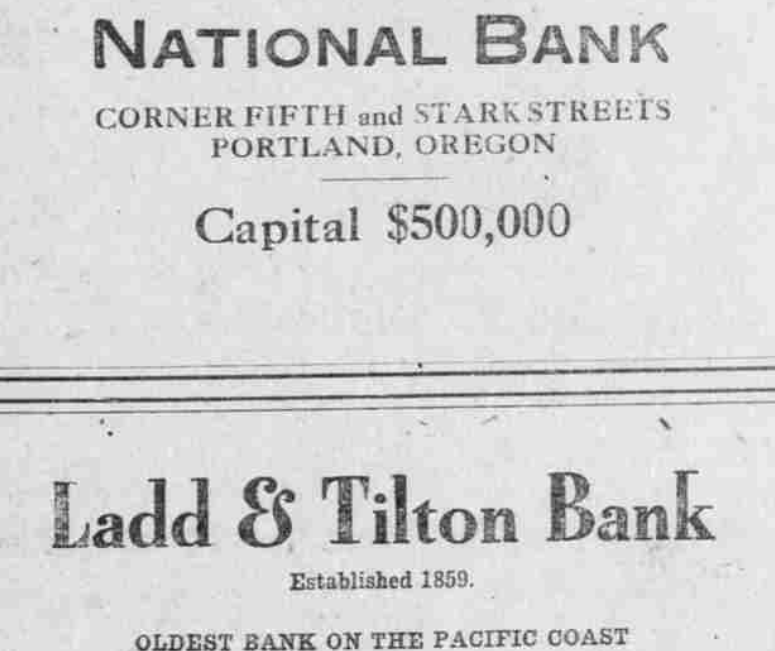 NATIONAL BANK
CORNER FIFTH and STARK STREETS
PORTLAND, OREGON
Capital $500,000
Ladd & Tilton Bank
Established 1859.
OLDEST BANK ON THE PACIFIC COAST